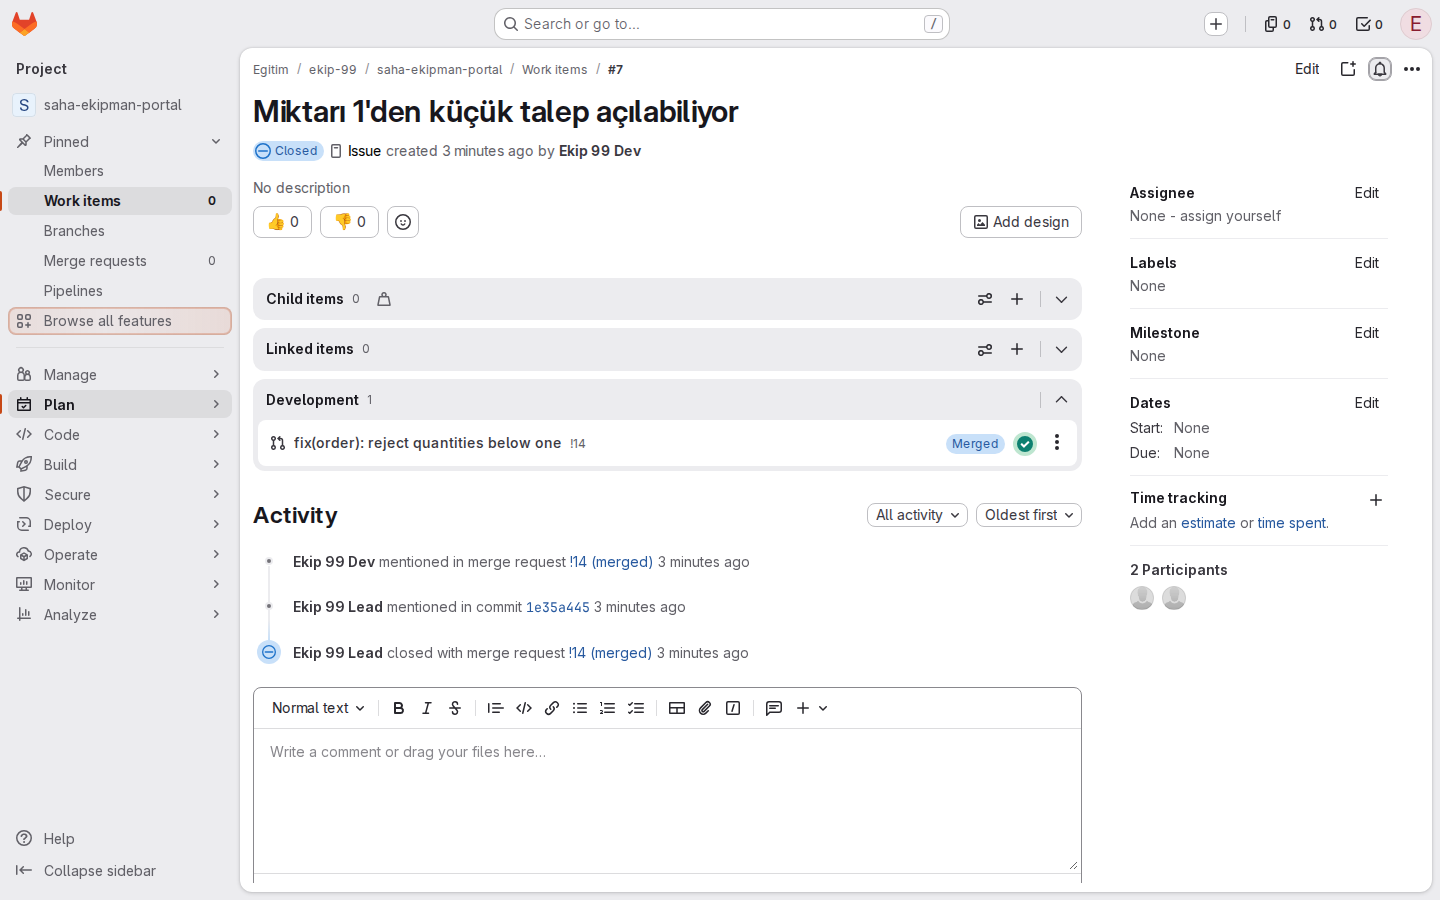 Search or go to...
/
0
0
0
E
Project
S saha-ekipman-portal
Pinned
Members
Work items 0
Branches
Merge requests 0
Pipelines
Browse all features
Manage
Plan
Code
Build
Secure
Deploy
Operate
Monitor
Analyze
Help
Collapse sidebar
Egitim / ekip-99 / saha-ekipman-portal / Work items / #7
Edit
Miktarı 1'den küçük talep açılabiliyor
Closed Issue created 3 minutes ago by Ekip 99 Dev
No description
👍 0 👎 0
Add design
Child items 0
Linked items 0
Development 1
fix(order): reject quantities below one !14 Merged
Activity
All activity Oldest first
Ekip 99 Dev mentioned in merge request !14 (merged) 3 minutes ago
Ekip 99 Lead mentioned in commit 1e35a445 3 minutes ago
Ekip 99 Lead closed with merge request !14 (merged) 3 minutes ago
Normal text
Write a comment or drag your files here...
Assignee Edit
None - assign yourself
Labels Edit
None
Milestone Edit
None
Dates Edit
Start: None
Due: None
Time tracking
Add an estimate or time spent.
2 Participants